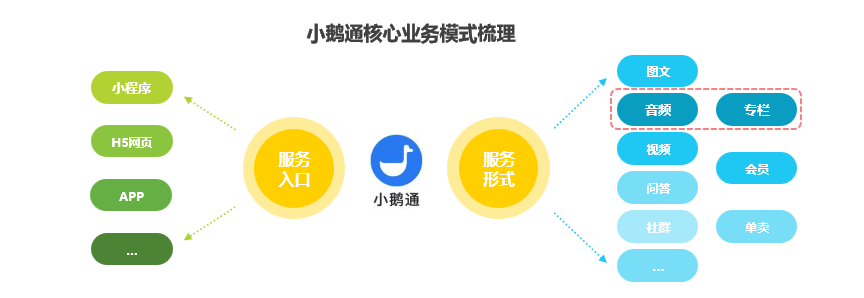 小鹅通核心业务模式梳理
小程序
H5网页
APP
...
服务
入口
小鹅通
服务
形式
图文
音频
专栏
视频
会员
问答
社群
单卖
...